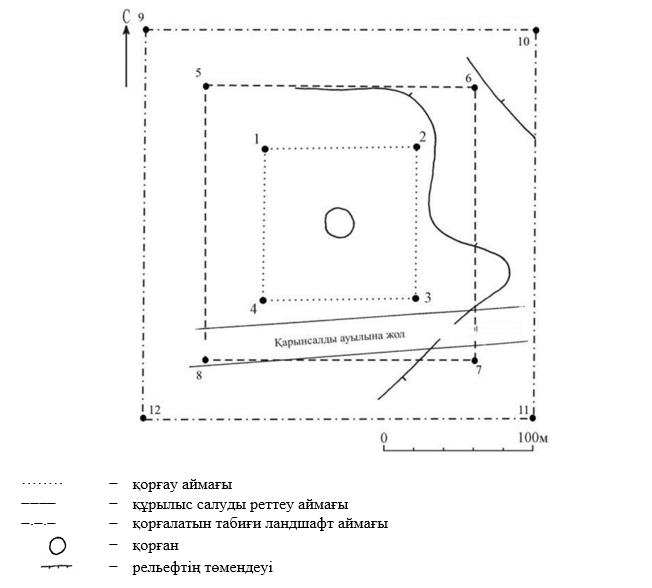 С 9
10
5
6
1
2
4
3
Қарынсалды ауылына жол
8
7
12
11
0 100м
– қорғау аймағы
– құрылыс салуды реттеу аймағы
– қорғалатын табиғи ландшафт аймағы
– қорған
– рельефтің төмендеуі